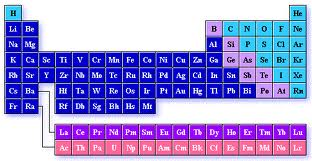 H He
Li Be B C N O F Ne
Na Mg Al Si P S Cl Ar
K Ca Sc Ti V Cr Mn Fe Co Ni Cu Zn Ga Ge As Se Br Kr
Rb Sr Y Zr Nb Mo Tc Ru Rh Pd Ag Cd In Sn Sb Te I Xe
Cs Ba Hf Ta W Re Os Ir Pt Au Hg Tl Pb Bi Po At Rn
Fr Ra Rf Db Sg Bh Hs Mt
La Ce Pr Nd Pm Sm Eu Gd Tb Dy Ho Er Tm Yb Lu
Ac Th Pa U Np Pu Am Cm Bk Cf Es Fm Md No Lr